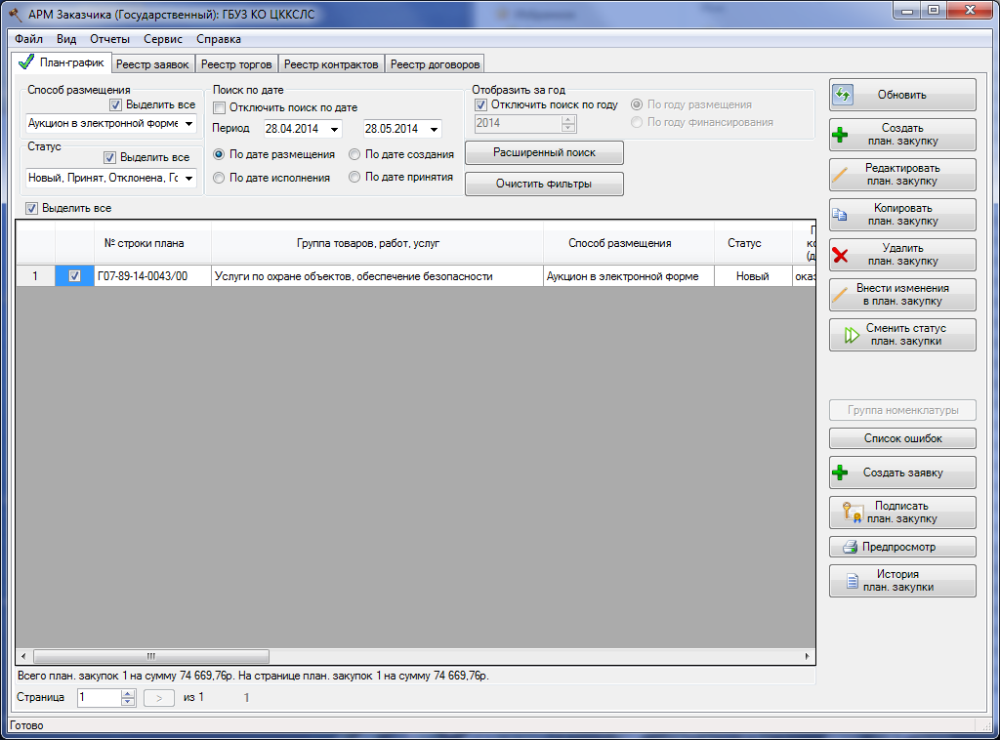 АРМ Заказчика (Государственный): ГБУЗ КО ЦККСЛС
Файл Вид Отчеты Сервис Справка
План-график Реестр заявок Реестр торгов Реестр контрактов Реестр договоров
Способ размещения
Выделить все
Аукцион в электронной форме
Статус
Выделить все
Новый, Принят, Отклонена, Го
Поиск по дате
Отключить поиск по дате
Период 28.04.2014 28.05.2014
По дате размещения По дате создания
По дате исполнения По дате принятия
Отобразить за год
Отключить поиск по году По году размещения
2014 По году финансирования
Расширенный поиск
Очистить фильтры
Выделить все
№ строки плана Группа товаров, работ, услуг Способ размещения Статус
1 Г07-89-14-0043/00 Услуги по охране объектов, обеспечение безопасности Аукцион в электронной форме Новый оказ
Всего план. закупок 1 на сумму 74 669,76р. На странице план. закупок 1 на сумму 74 669,76р.
Страница 1 > из 1 1
Готово
Обновить
Создать
план. закупку
Редактировать
план. закупку
Копировать
план. закупку
Удалить
план. закупку
Внести изменения
в план. закупку
Сменить статус
план. закупки
Группа номенклатуры
Список ошибок
Создать заявку
Подписать
план. закупку
Предпросмотр
История
план. закупки